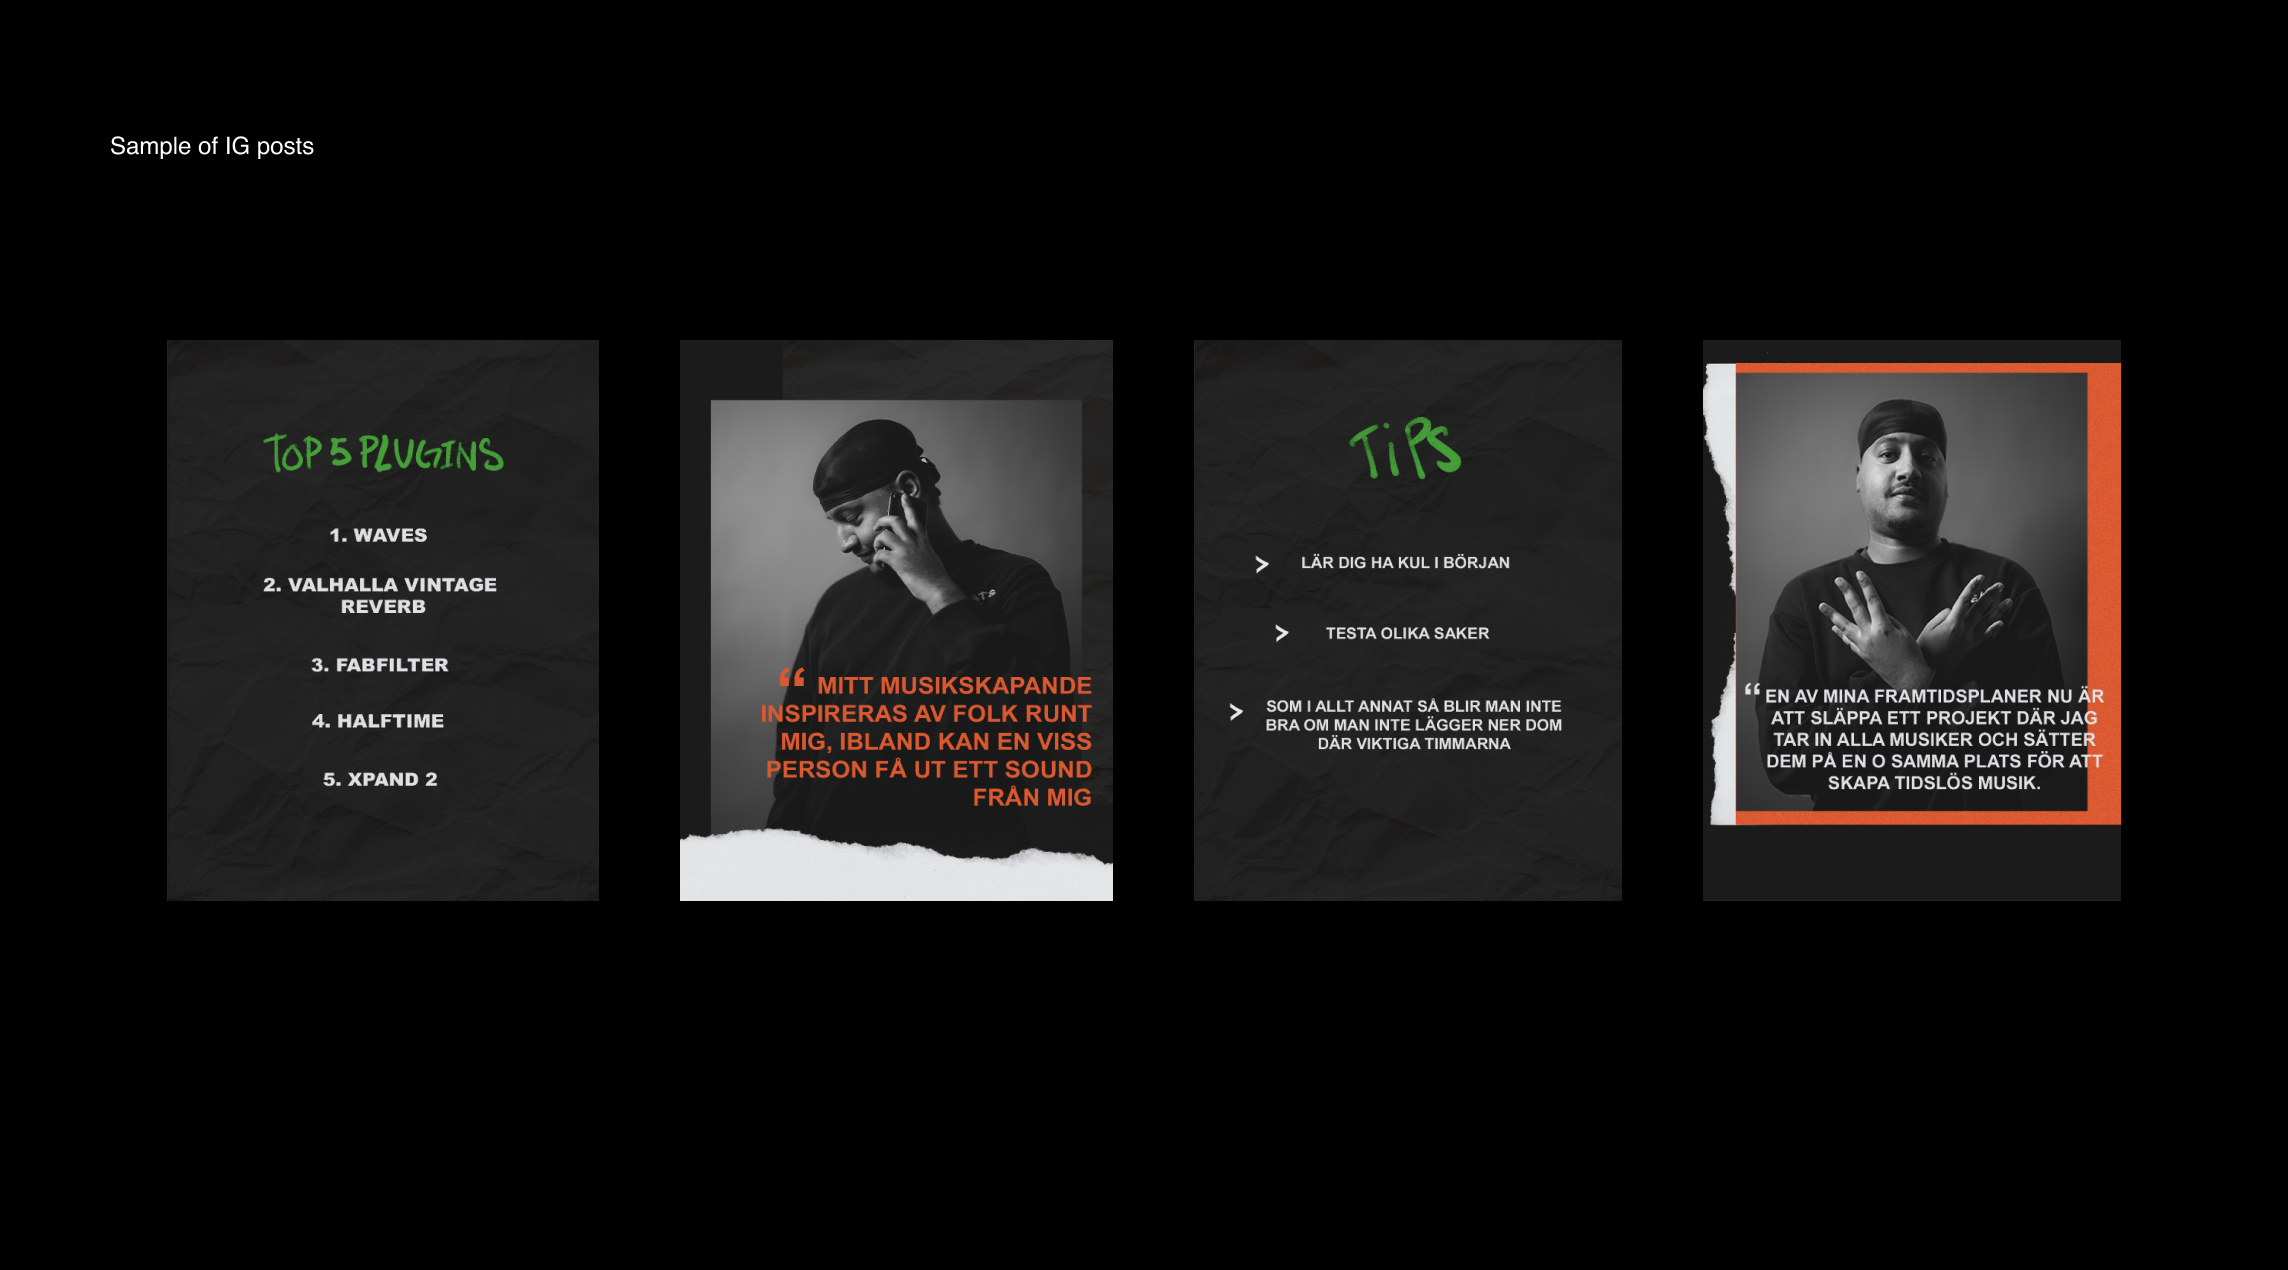 Sample of IG posts
TOP 5 PLUGINS
1. WAVES
2. VALHALLA VINTAGE
REVERB
3. FABFILTER
4. HALFTIME
5. XPAND 2
“ MITT MUSIKSKAPANDE
INSPIRERAS AV FOLK RUNT
MIG, IBLAND KAN EN VISS
PERSON FÅ UT ETT SOUND
FRÅN MIG
TiPS
> LÄR DIG HA KUL I BÖRJAN
> TESTA OLIKA SAKER
> SOM I ALLT ANNAT SÅ BLIR MAN INTE
BRA OM MAN INTE LÄGGER NER DOM
DÄR VIKTIGA TIMMARNA
“ EN AV MINA FRAMTIDSPLANER NU ÄR
ATT SLÄPPA ETT PROJEKT DÄR JAG
TAR IN ALLA MUSIKER OCH SÄTTER
DEM PÅ EN O SAMMA PLATS FÖR ATT
SKAPA TIDSLÖS MUSIK.